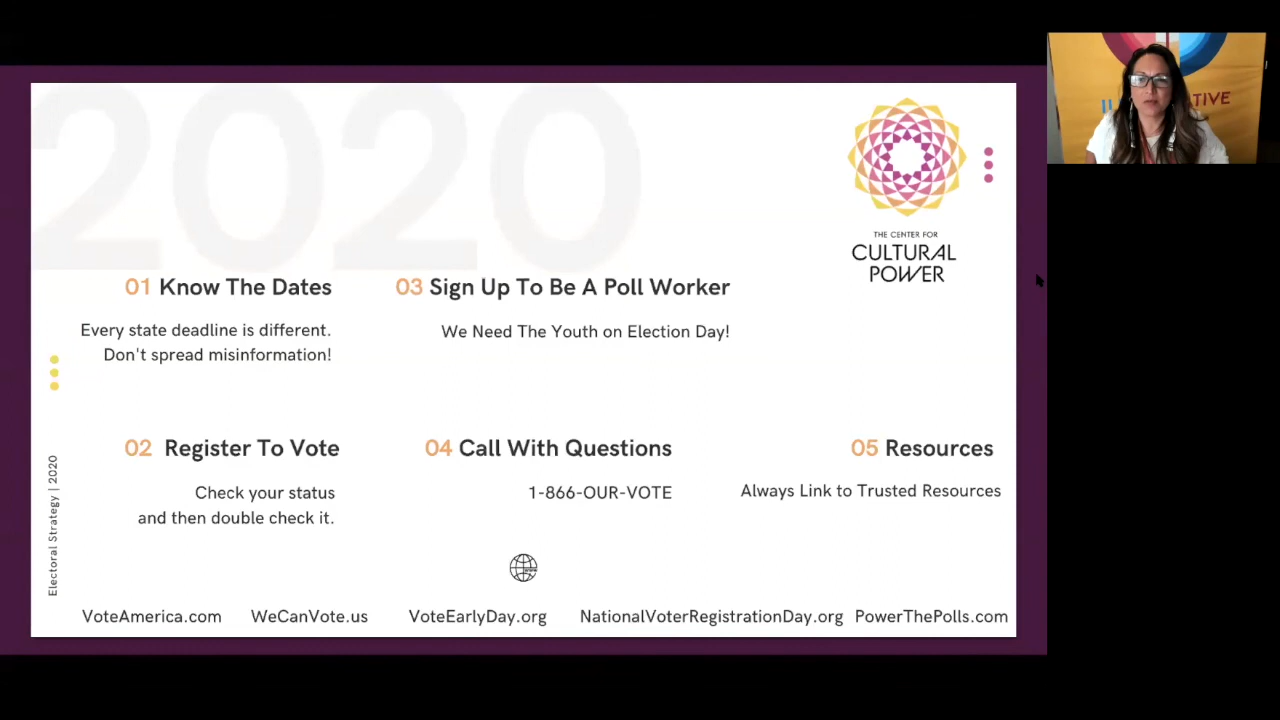 2020
THE CENTER FOR
CULTURAL
POWER
01 Know The Dates
Every state deadline is different.
Don't spread misinformation!
03 Sign Up To Be A Poll Worker
We Need The Youth on Election Day!
02 Register To Vote
Check your status
and then double check it.
04 Call With Questions
1-866-OUR-VOTE
05 Resources
Always Link to Trusted Resources
Electoral Strategy | 2020
VoteAmerica.com WeCanVote.us VoteEarlyDay.org NationalVoterRegistrationDay.org PowerThePolls.com